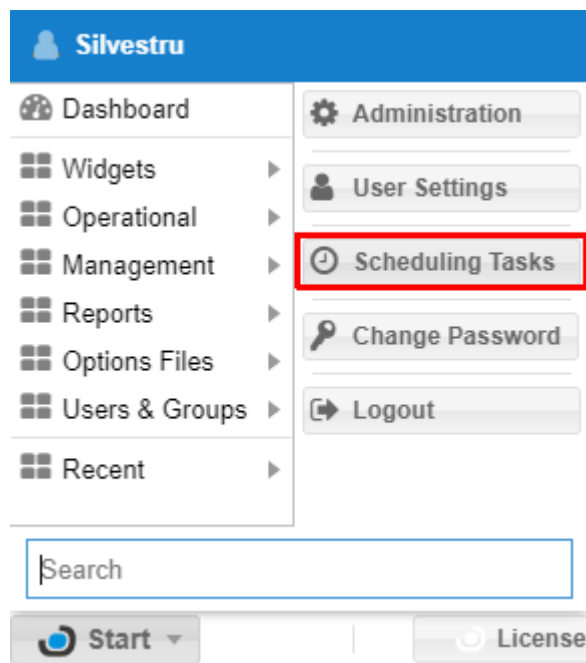 Silvestru
Dashboard
Widgets
Operational
Management
Reports
Options Files
Users & Groups
Recent
Administration
User Settings
Scheduling Tasks
Change Password
Logout
Search
Start
License